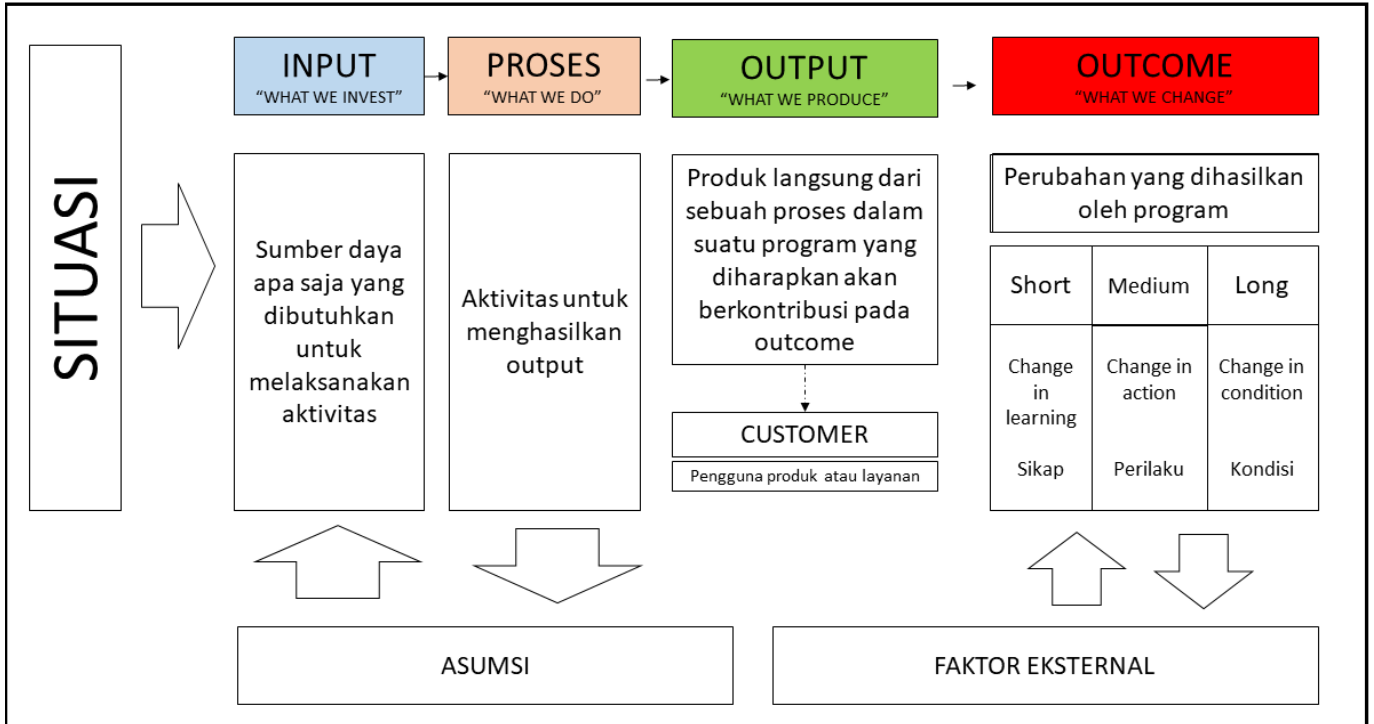 SITUASI
INPUT
“WHAT WE INVEST”
PROSES
“WHAT WE DO”
OUTPUT
“WHAT WE PRODUCE”
OUTCOME
“WHAT WE CHANGE”
Sumber daya
apa saja yang
dibutuhkan
untuk
melaksanakan
aktivitas
Aktivitas untuk
menghasilkan
output
Produk langsung dari
sebuah proses dalam
suatu program yang
diharapkan akan
berkontribusi pada
outcome
CUSTOMER
Pengguna produk atau layanan
Perubahan yang dihasilkan
oleh program
Short
Medium
Long
Change
in
learning
Sikap
Change in
action
Perilaku
Change in
condition
Kondisi
ASUMSI
FAKTOR EKSTERNAL